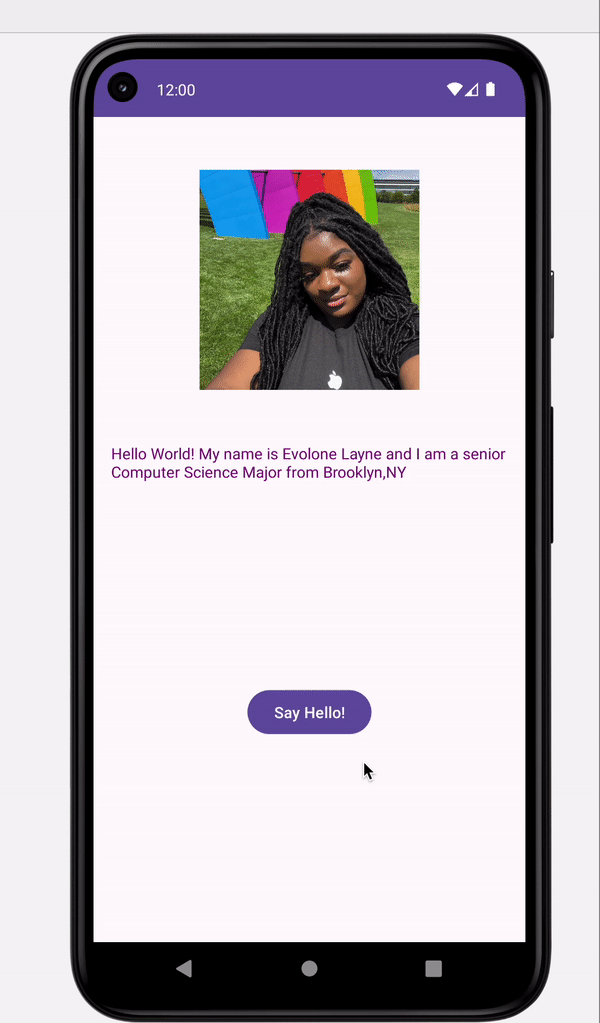 12:00
Hello World! My name is Evolone Layne and I am a senior
Computer Science Major from Brooklyn,NY
Say Hello!